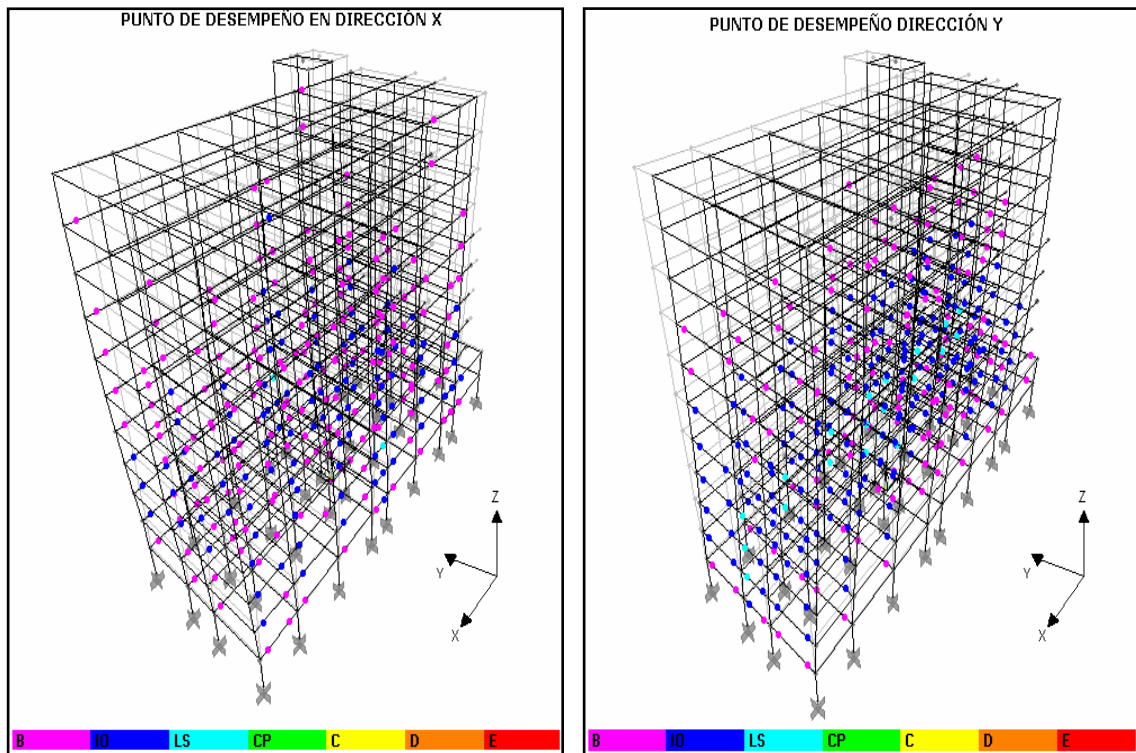 PUNTO DE DESEMPEÑO EN DIRECCIÓN X
Z
Y
X
B IO LS CP C D E
PUNTO DE DESEMPEÑO DIRECCIÓN Y
Z
Y
X
B IO LS CP C D E